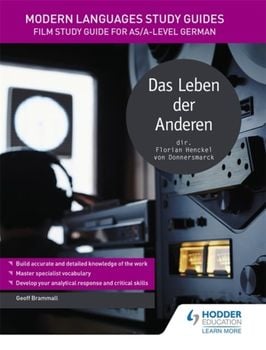 MODERN LANGUAGES STUDY GUIDES
FILM STUDY GUIDE FOR AS/A-LEVEL GERMAN
Das Leben
der
Anderen
dir.
Florian Henckel
von Donnersmarck
Build accurate and detailed knowledge of the work
Master specialist vocabulary
Develop your analytical response and critical skills
Geoff Brammall
HODDER
EDUCATION
LEARN MORE